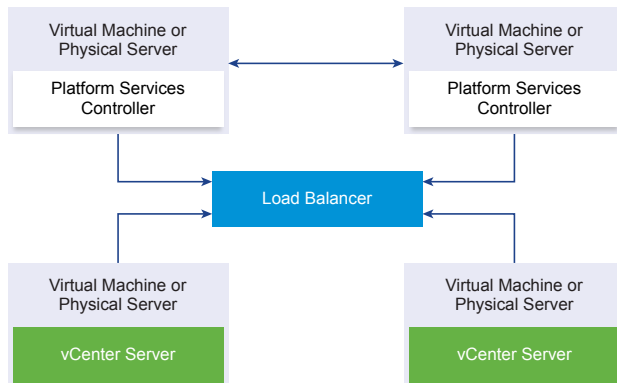 Virtual Machine or
Physical Server
Platform Services
Controller
Virtual Machine or
Physical Server
Platform Services
Controller
Load Balancer
Virtual Machine or
Physical Server
vCenter Server
Virtual Machine or
Physical Server
vCenter Server